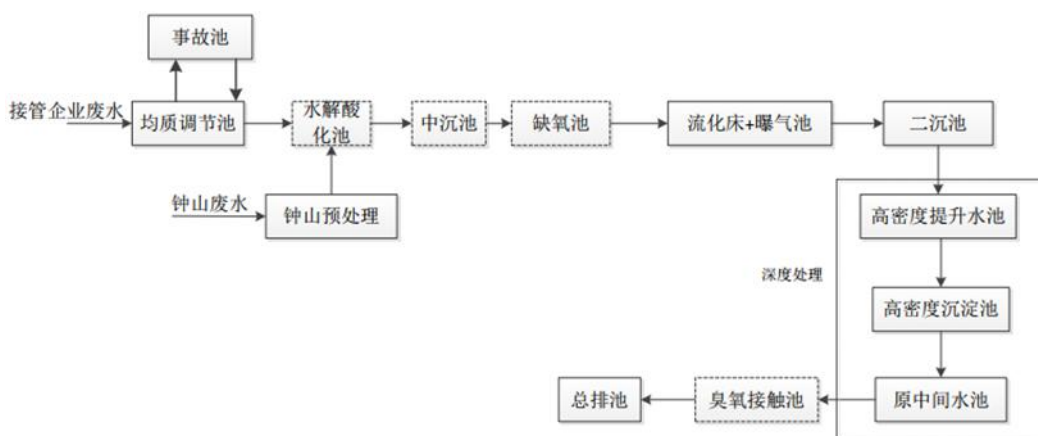 事故池
接管企业废水
均质调节池
水解酸
化池
中沉池
缺氧池
流化床+曝气池
二沉池
钟山废水
钟山预处理
高密度提升水池
深度处理
高密度沉淀池
总排池
臭氧接触池
原中间水池